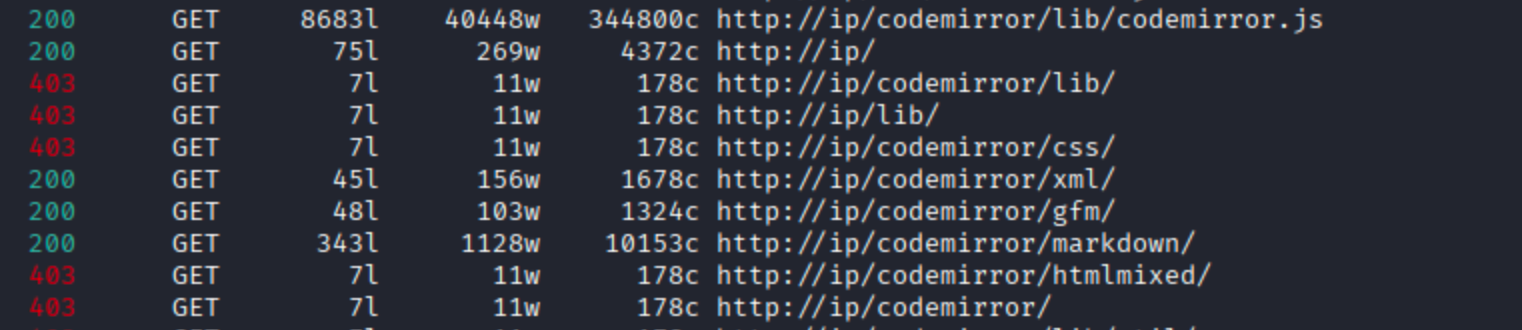 200 GET 8683l 40448w 344800c http://ip/codemirror/lib/codemirror.js
200 GET 75l 269w 4372c http://ip/
403 GET 7l 11w 178c http://ip/codemirror/lib/
403 GET 7l 11w 178c http://ip/lib/
403 GET 7l 11w 178c http://ip/codemirror/css/
200 GET 45l 156w 1678c http://ip/codemirror/xml/
200 GET 48l 103w 1324c http://ip/codemirror/gfm/
200 GET 343l 1128w 10153c http://ip/codemirror/markdown/
403 GET 7l 11w 178c http://ip/codemirror/htmlmixed/
403 GET 7l 11w 178c http://ip/codemirror/